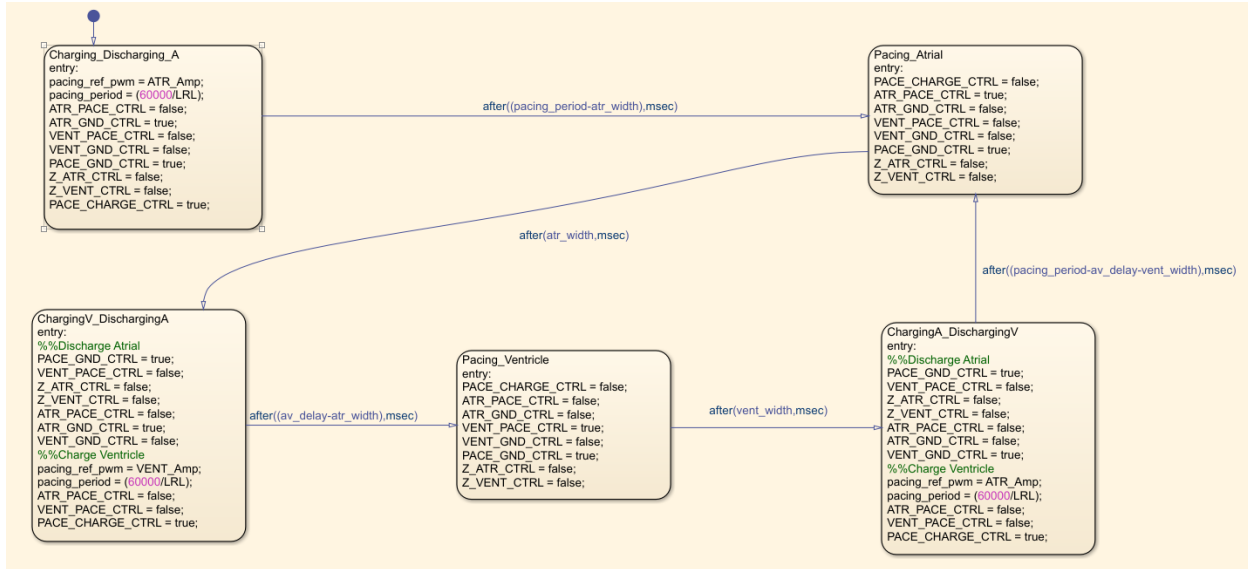 Charging_Discharging_A
entry:
pacing_ref_pwm = ATR_Amp;
pacing_period = (60000/LRL);
ATR_PACE_CTRL = false;
ATR_GND_CTRL = true;
VENT_PACE_CTRL = false;
VENT_GND_CTRL = false;
PACE_GND_CTRL = true;
Z_ATR_CTRL = false;
Z_VENT_CTRL = false;
PACE_CHARGE_CTRL = true;
after((pacing_period-atr_width),msec)
Pacing_Atrial
entry:
PACE_CHARGE_CTRL = false;
ATR_PACE_CTRL = true;
ATR_GND_CTRL = false;
VENT_PACE_CTRL = false;
VENT_GND_CTRL = false;
PACE_GND_CTRL = true;
Z_ATR_CTRL = false;
Z_VENT_CTRL = false;
after(atr_width,msec)
after((pacing_period-av_delay-vent_width),msec)
ChargingV_DischargingA
entry:
%%Discharge Atrial
PACE_GND_CTRL = true;
VENT_PACE_CTRL = false;
Z_ATR_CTRL = false;
Z_VENT_CTRL = false;
ATR_PACE_CTRL = false;
ATR_GND_CTRL = true;
VENT_GND_CTRL = false;
%%Charge Ventricle
pacing_ref_pwm = VENT_Amp;
pacing_period = (60000/LRL);
ATR_PACE_CTRL = false;
VENT_PACE_CTRL = false;
PACE_CHARGE_CTRL = true;
after((av_delay-atr_width),msec)
Pacing_Ventricle
entry:
PACE_CHARGE_CTRL = false;
ATR_PACE_CTRL = false;
ATR_GND_CTRL = false;
VENT_PACE_CTRL = true;
VENT_GND_CTRL = false;
PACE_GND_CTRL = true;
Z_ATR_CTRL = false;
Z_VENT_CTRL = false;
after(vent_width,msec)
ChargingA_DischargingV
entry:
%%Discharge Atrial
PACE_GND_CTRL = true;
VENT_PACE_CTRL = false;
Z_ATR_CTRL = false;
Z_VENT_CTRL = false;
ATR_PACE_CTRL = false;
ATR_GND_CTRL = false;
VENT_GND_CTRL = true;
%%Charge Ventricle
pacing_ref_pwm = ATR_Amp;
pacing_period = (60000/LRL);
ATR_PACE_CTRL = false;
VENT_PACE_CTRL = false;
PACE_CHARGE_CTRL = true;